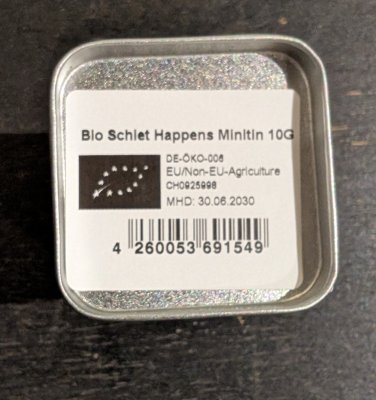 Bio Schiet Happens Minitin 10G
DE-ÖKO-006
EU/Non-EU-Agriculture
CH0925998
MHD: 30.06.2030
4 260053 691549